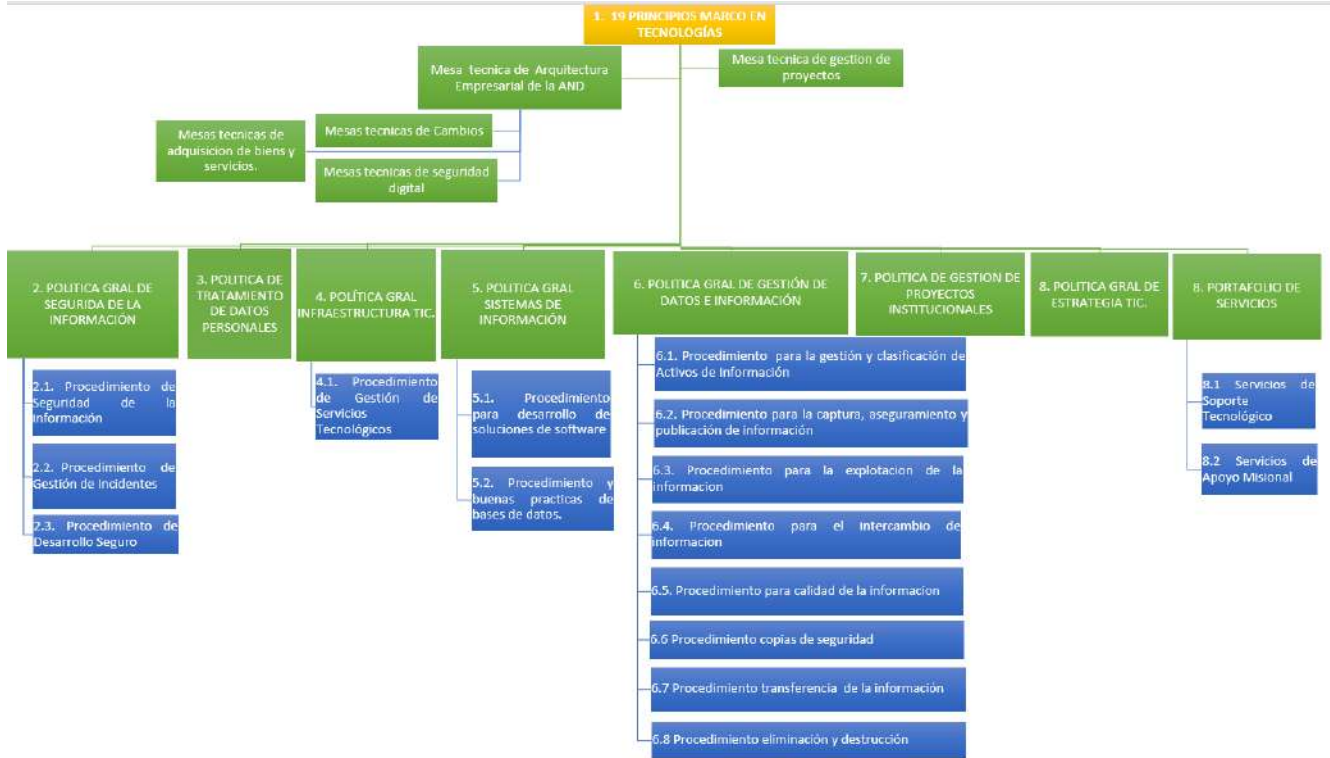 1. 19 PRINCIPIOS MARCO EN
TECNOLOGÍAS
Mesa tecnica de Arquitectura
Empresarial de la AND
Mesa tecnica de gestion de
proyectos
Mesas tecnicas de
adquisicion de biens y
servicios.
Mesas tecnicas de Cambios
Mesas tecnicas de seguridad
digital
2. POLITICA GRAL DE
SEGURIDA DE LA
INFORMACIÓN
3. POLITICA DE
TRATAMIENTO
DE DATOS
PERSONALES
4. POLÍTICA GRAL
INFRAESTRUCTURA TIC.
5. POLITICA GRAL
SISTEMAS DE
INFORMACIÓN
6. POLITICA GRAL DE GESTIÓN DE
DATOS E INFORMACIÓN
7. POLITICA DE GESTION DE
PROYECTOS
INSTITUCIONALES
8. POLITICA GRAL DE
ESTRATEGIA TIC.
8. PORTAFOLIO DE
SERVICIOS
2.1. Procedimiento de
Seguridad de la
Información
2.2. Procedimiento de
Gestión de Incidentes
2.3. Procedimiento de
Desarrollo Seguro
4.1. Procedimiento
de Gestión de
Servicios
Tecnológicos
5.1. Procedimiento
para desarrollo de
soluciones de software
5.2. Procedimiento y
buenas practicas de
bases de datos.
6.1. Procedimiento para la gestión y clasificación de
Activos de Información
6.2. Procedimiento para la captura, aseguramiento y
publicación de información
6.3. Procedimiento para la explotacion de la
informacion
6.4. Procedimiento para el intercambio de
informacion
6.5. Procedimiento para calidad de la informacion
6.6 Procedimiento copias de seguridad
6.7 Procedimiento transferencia de la información
6.8 Procedimiento eliminación y destrucción
8.1 Servicios de
Soporte
Tecnológico
8.2 Servicios de
Apoyo Misional